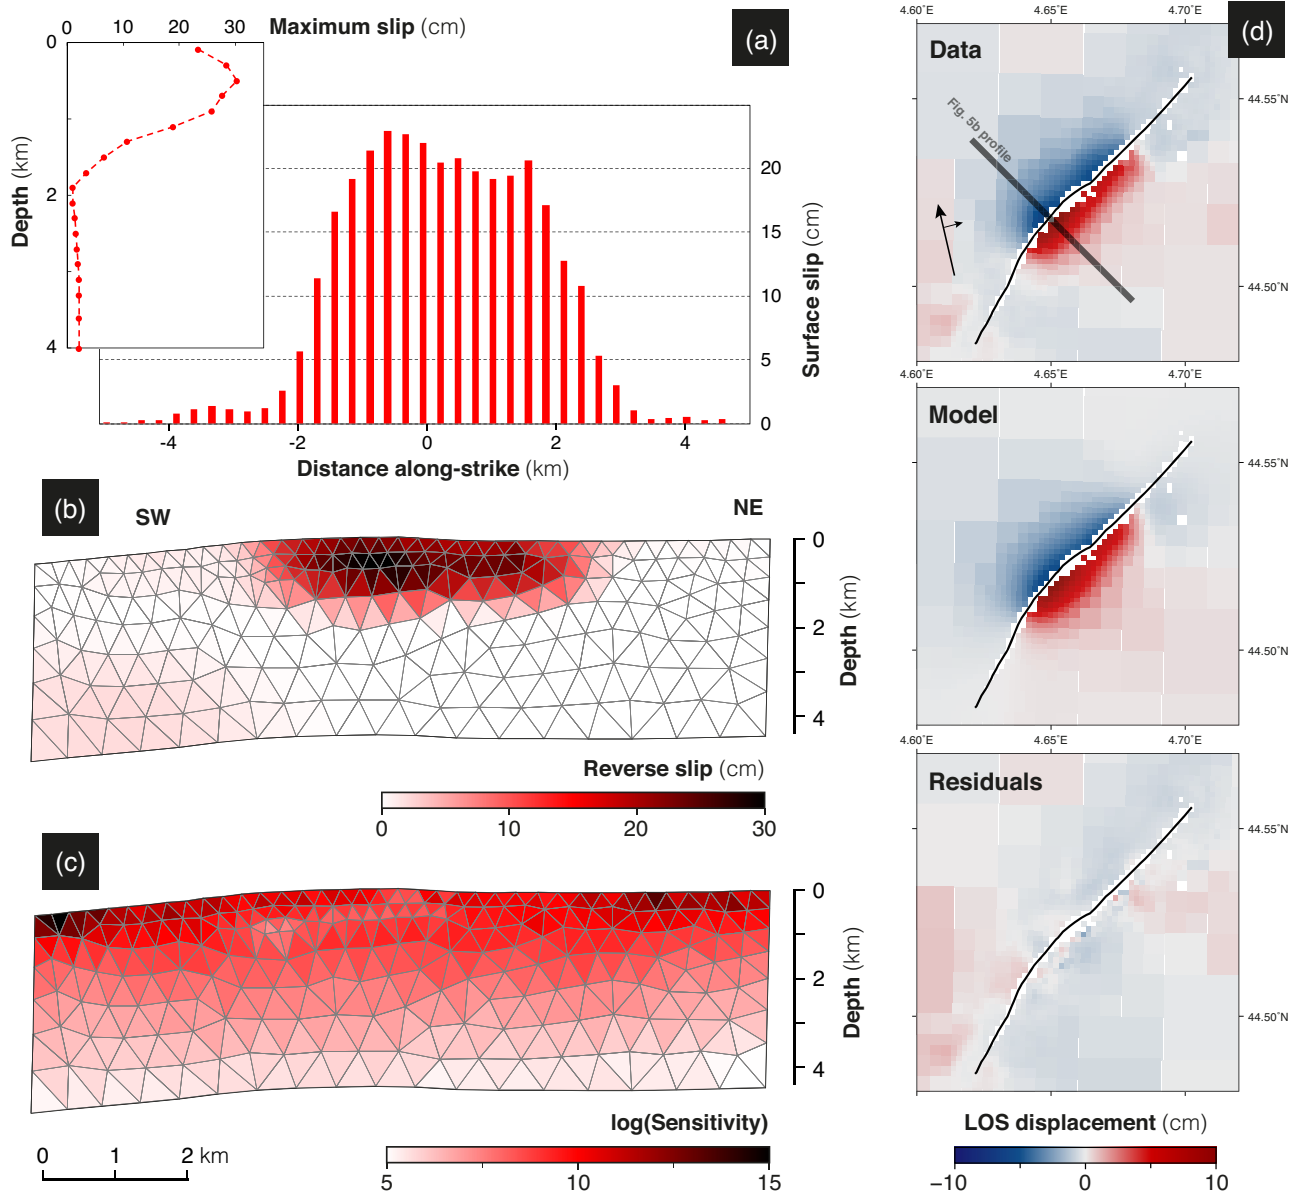 0 10 20 30 Maximum slip (cm)
(a)
0
2
4
Depth (km)
20
15
10
5
0
Surface slip (cm)
-4 -2 0 2 4
Distance along-strike (km)
(b)
SW
NE
0
2
4
Depth (km)
Reverse slip (cm)
0 10 20 30
(c)
0
2
4
Depth (km)
log(Sensitivity)
5 10 15
0 1 2 km
4.60°E 4.65°E 4.70°E
(d)
Data
Fig. 5b profile
44.55°N
44.50°N
4.60°E 4.65°E 4.70°E
Model
44.55°N
44.50°N
4.60°E 4.65°E 4.70°E
Residuals
44.55°N
44.50°N
LOS displacement (cm)
−10 0 10